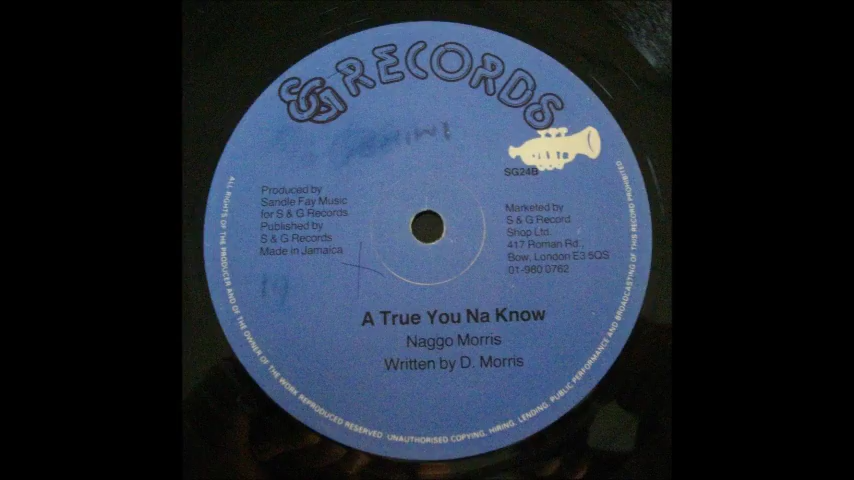 SG RECORDS
SG24B
Produced by
Sandle Fay Music
for S & G Records
Published by
S & G Records
Made in Jamaica
Marketed by
S & G Record
Shop Ltd.
417 Roman Rd.,
Bow, London E3 5QS
01-980 0762
19
A True You Na Know
Naggo Morris
Written by D. Morris
ALL RIGHTS OF THE PRODUCER AND OF THE OWNER OF THE WORK REPRODUCED RESERVED UNAUTHORISED COPYING, HIRING, LENDING, PUBLIC PERFORMANCE AND BROADCASTING OF THIS RECORD PROHIBITED